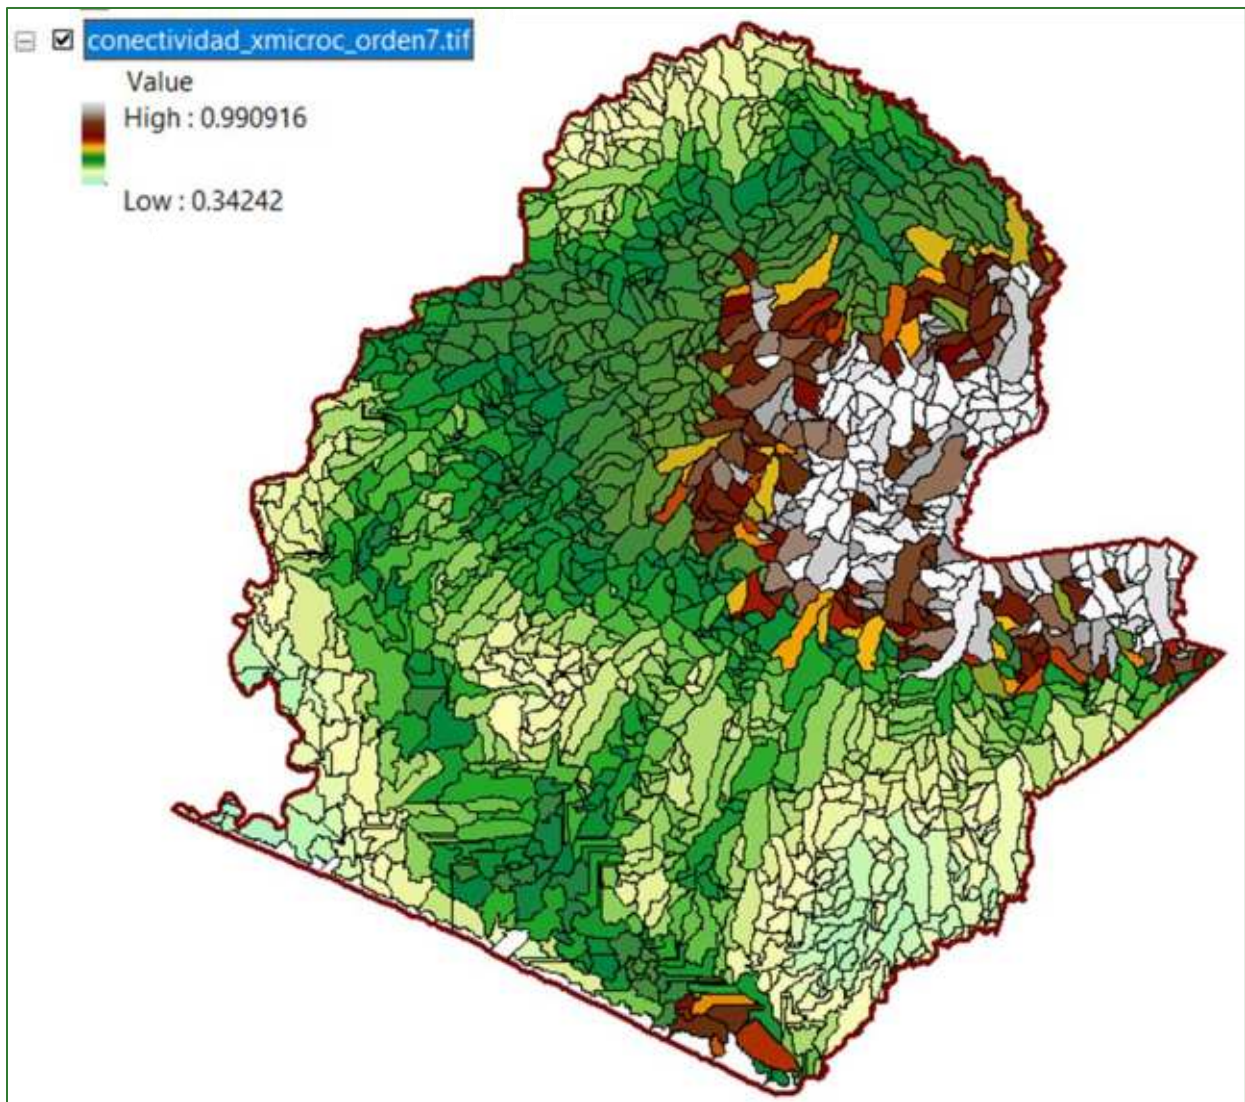 conectividad_xmicroc_orden7.tif
Value
High : 0.990916
Low : 0.34242